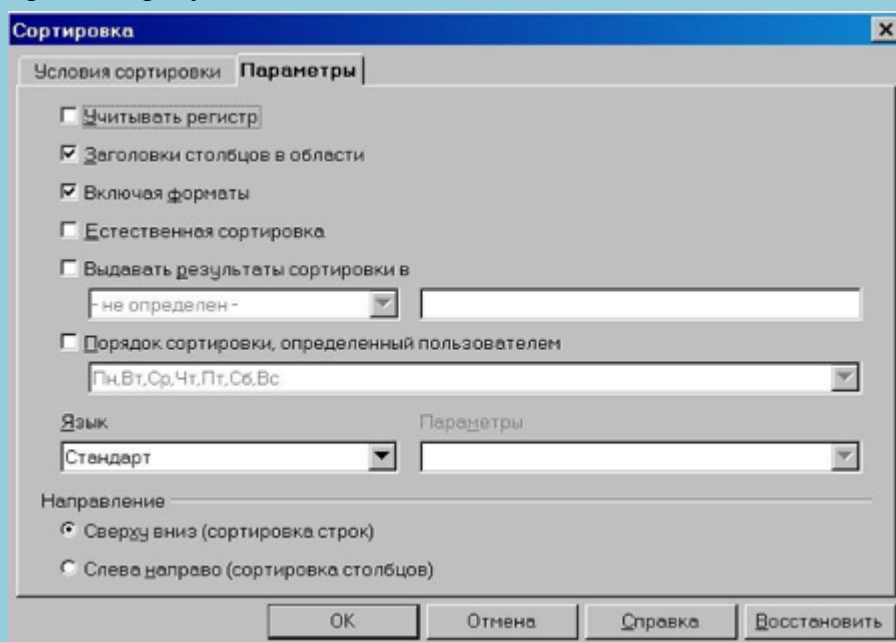 Сортировка
Условия сортировки Параметры
Учитывать регистр
Заголовки столбцов в области
Включая форматы
Естественная сортировка
Выдавать результаты сортировки в
- не определен -
Порядок сортировки, определенный пользователем
Пн,Вт,Ср,Чт,Пт,Сб,Вс
Язык Параметры
Стандарт
Направление
Сверху вниз (сортировка строк)
Слева направо (сортировка столбцов)
ОК Отмена Справка Восстановить